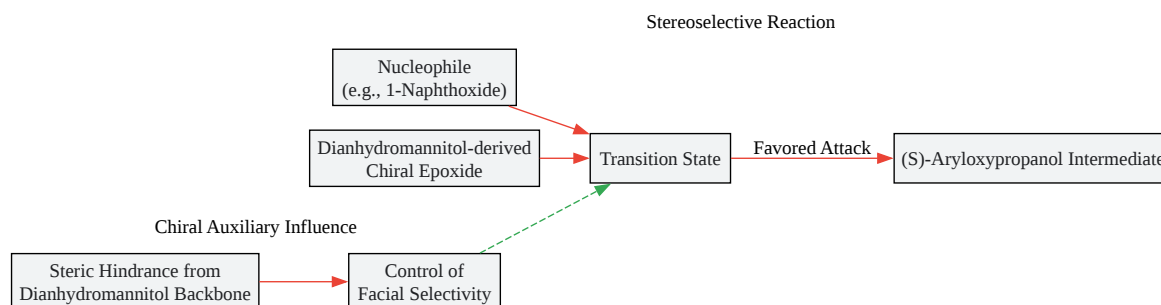 Stereoselective Reaction
Nucleophile
(e.g., 1-Naphthoxide)
Dianhydromannitol-derived
Chiral Epoxide
Transition State
Favored Attack
(S)-Aryloxypropanol Intermediate
Chiral Auxiliary Influence
Steric Hindrance from
Dianhydromannitol Backbone
Control of
Facial Selectivity